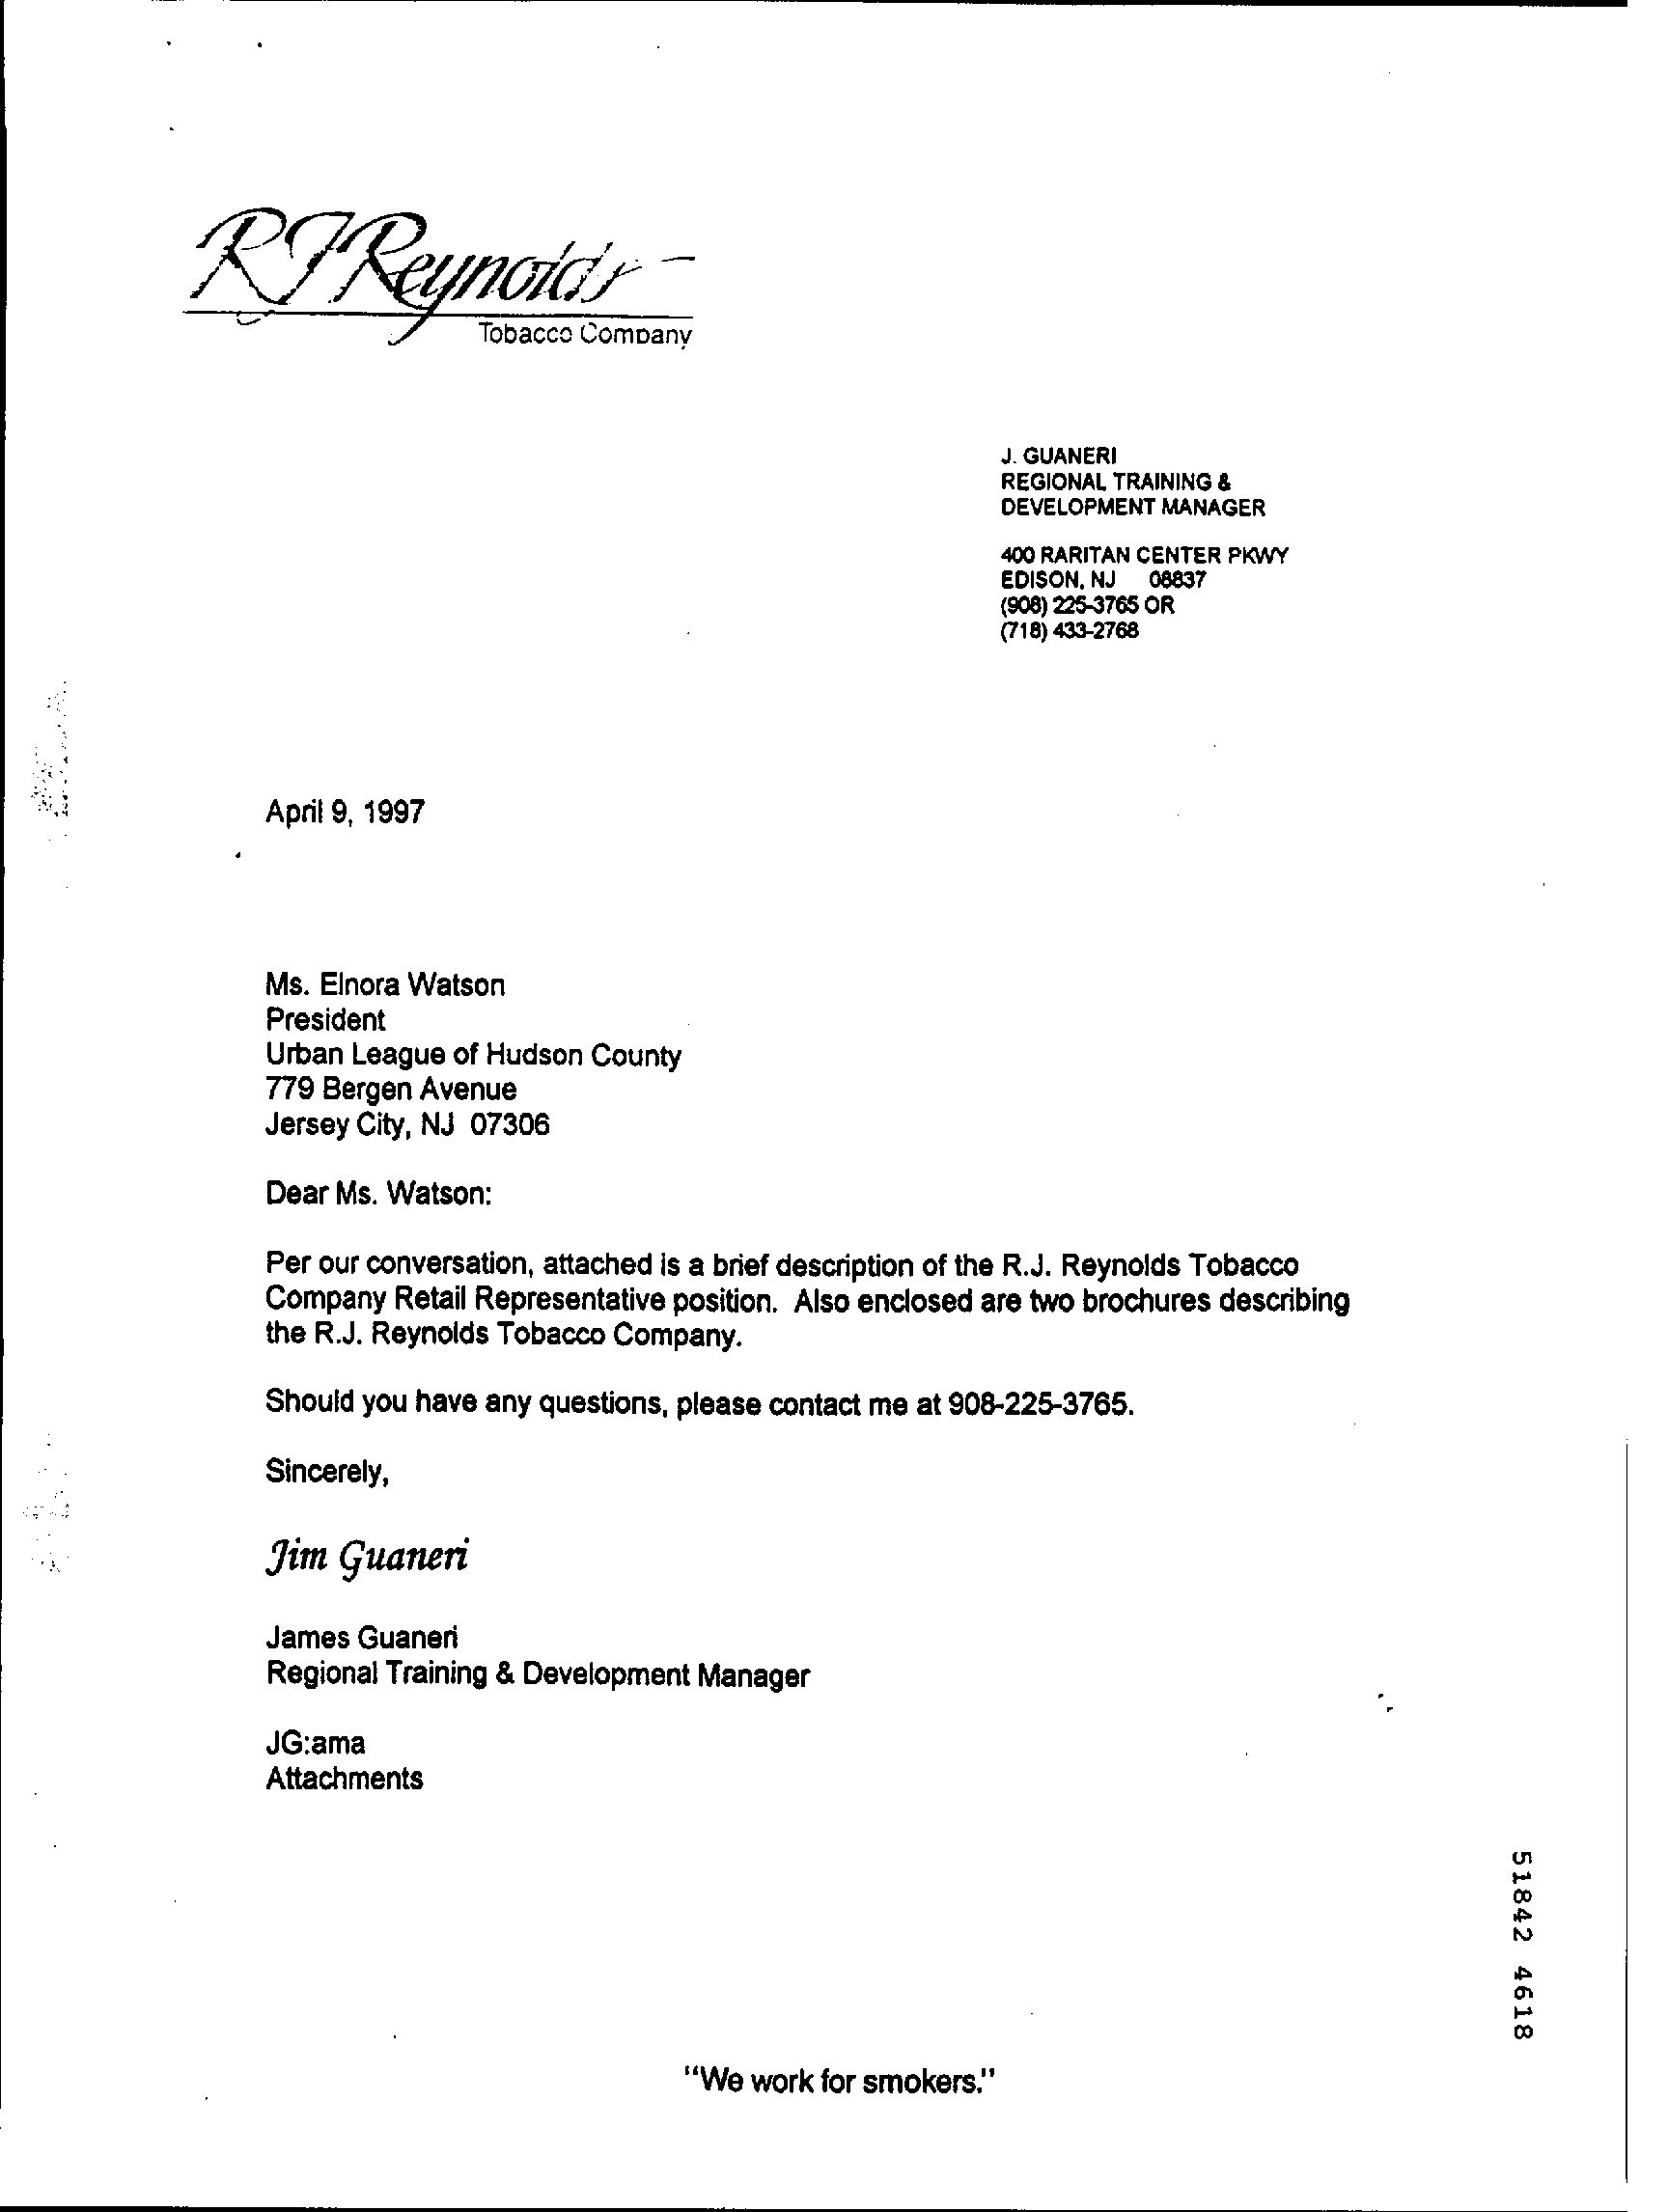 RJReynolds
Tobacco Company
J. GUANERI
REGIONAL TRAINING &
DEVELOPMENT MANAGER
400 RARITAN CENTER PKWY
EDISON, NJ 08837
(908) 225-3765 OR
(718) 433-2768
April 9, 1997
Ms. Elnora Watson
President
Urban League of Hudson County
779 Bergen Avenue
Jersey City, NJ 07306
Dear Ms. Watson:
Per our conversation, attached is a brief description of the R.J. Reynolds Tobacco
Company Retail Representative position. Also enclosed are two brochures describing
the R.J. Reynolds Tobacco Company.
Should you have any questions, please contact me at 908-225-3765.
Sincerely,
Jim Guaneri
James Guaneri
Regional Training & Development Manager
JG:ama
Attachments
51842 4618
"We work for smokers."